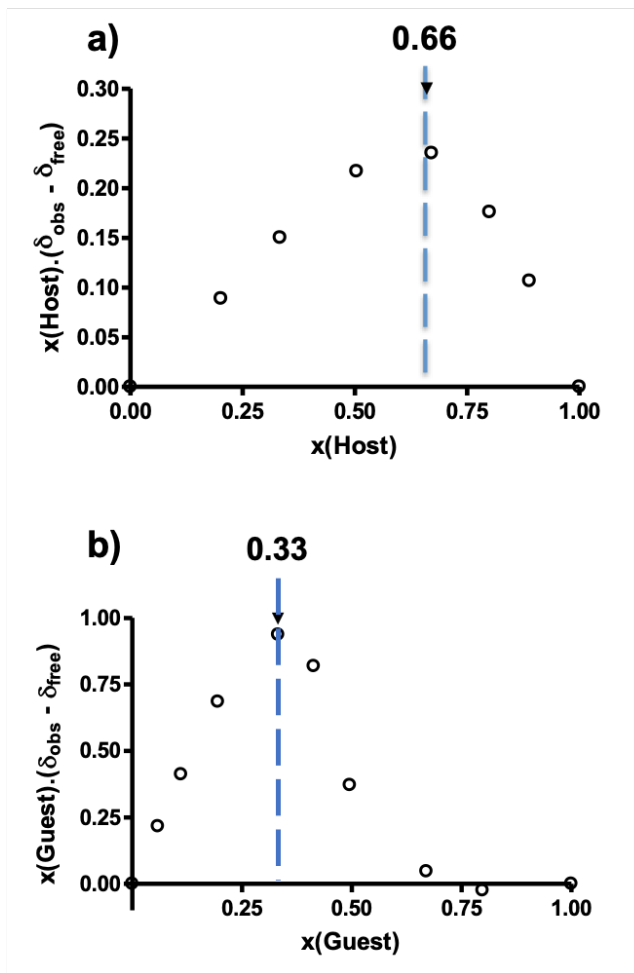 a)
0.66
x(Host).(δobs - δfree)
0.30
0.25
0.20
0.15
0.10
0.05
0.00
0.00 0.25 0.50 0.75 1.00
x(Host)
b)
0.33
x(Guest).(δobs - δfree)
1.00
0.75
0.50
0.25
0.00
0.25 0.50 0.75 1.00
x(Guest)